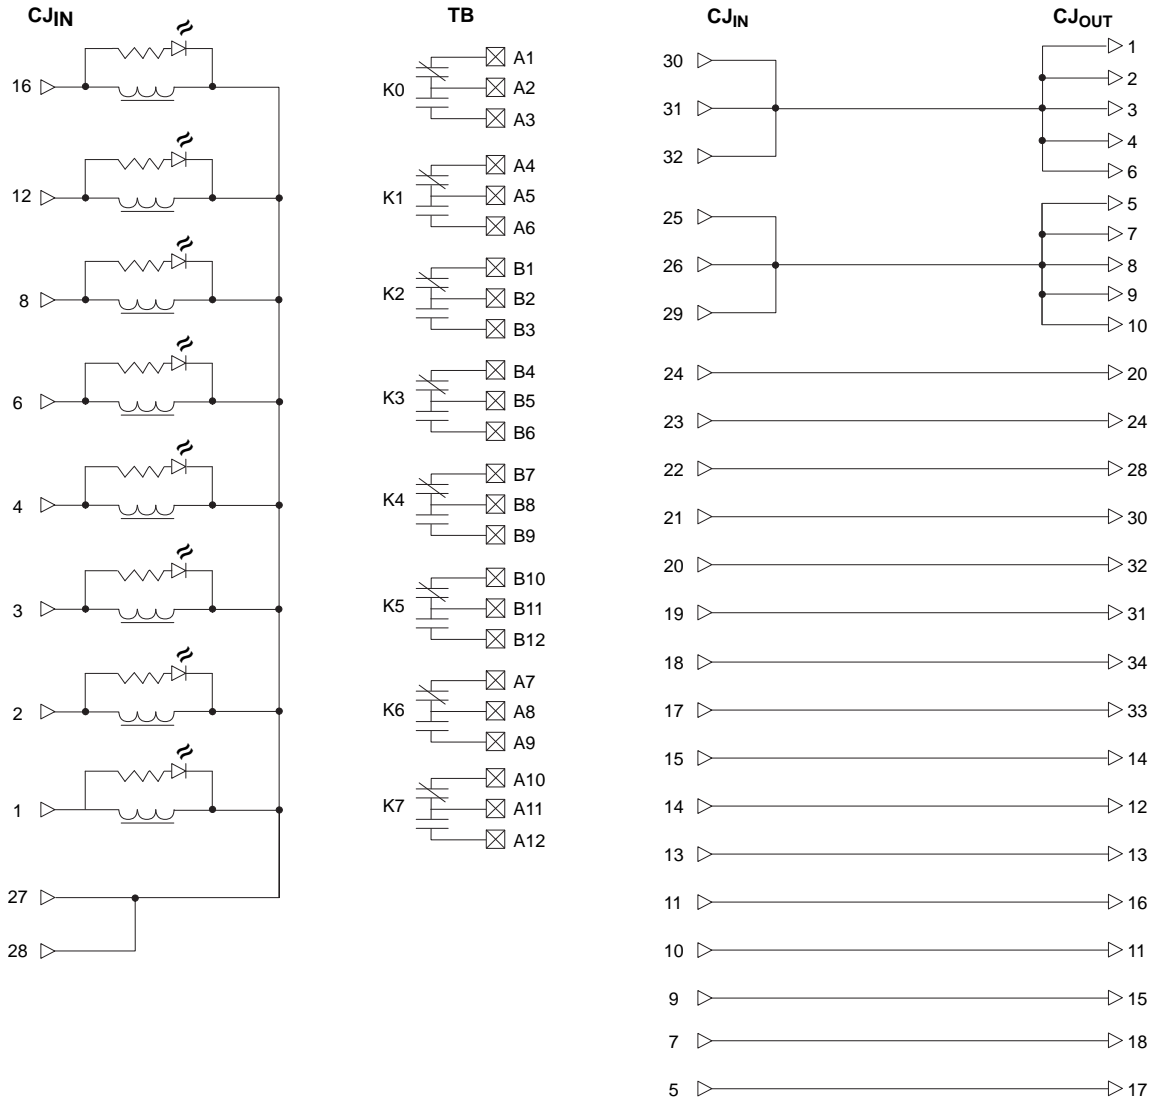 CJIN TB CJIN CJOUT
16
12
8
6
4
3
2
1
27
28
K0 A1
A2
A3
K1 A4
A5
A6
K2 B1
B2
B3
K3 B4
B5
B6
K4 B7
B8
B9
K5 B10
B11
B12
K6 A7
A8
A9
K7 A10
A11
A12
30
31
32
1
2
3
4
6
25
26
29
5
7
8
9
10
24 20
23 24
22 28
21 30
20 32
19 31
18 34
17 33
15 14
14 12
13 13
11 16
10 11
9 15
7 18
5 17